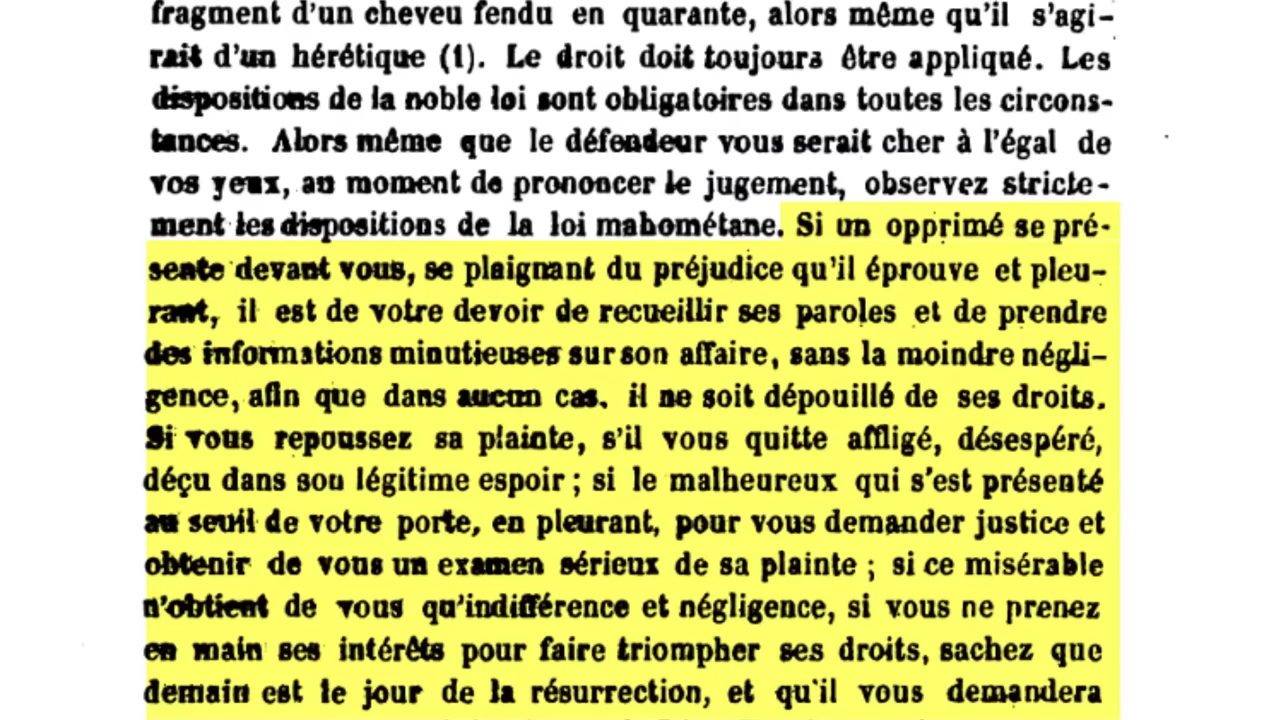 fragment d'un cheveu fendu en quarante, alors même qu'il s'agi-
rait d'un hérétique (1). Le droit doit toujours être appliqué. Les
dispositions de la noble loi sont obligatoires dans toutes les circons-
tances. Alors même que le défendeur vous serait cher à l'égal de
vos yeux, au moment de prononcer le jugement, observez stricte-
ment les dispositions de la loi mahométane. Si un opprimé se pré-
sente devant vous, se plaignant du préjudice qu'il éprouve et pleu-
rant, il est de votre devoir de recueillir ses paroles et de prendre
des informations minutieuses sur son affaire, sans la moindre négli-
gence, afin que dans aucun cas, il ne soit dépouillé de ses droits.
Si vous repoussez sa plainte, s'il vous quitte affligé, désespéré,
déçu dans son légitime espoir ; si le malheureux qui s'est présenté
au seuil de votre porte, en pleurant, pour vous demander justice et
obtenir de vous un examen sérieux de sa plainte ; si ce misérable
n'obtient de vous qu'indifférence et négligence, si vous ne prenez
en main ses intérêts pour faire triompher ses droits, sachez que
demain est le jour de la résurrection, et qu'il vous demandera